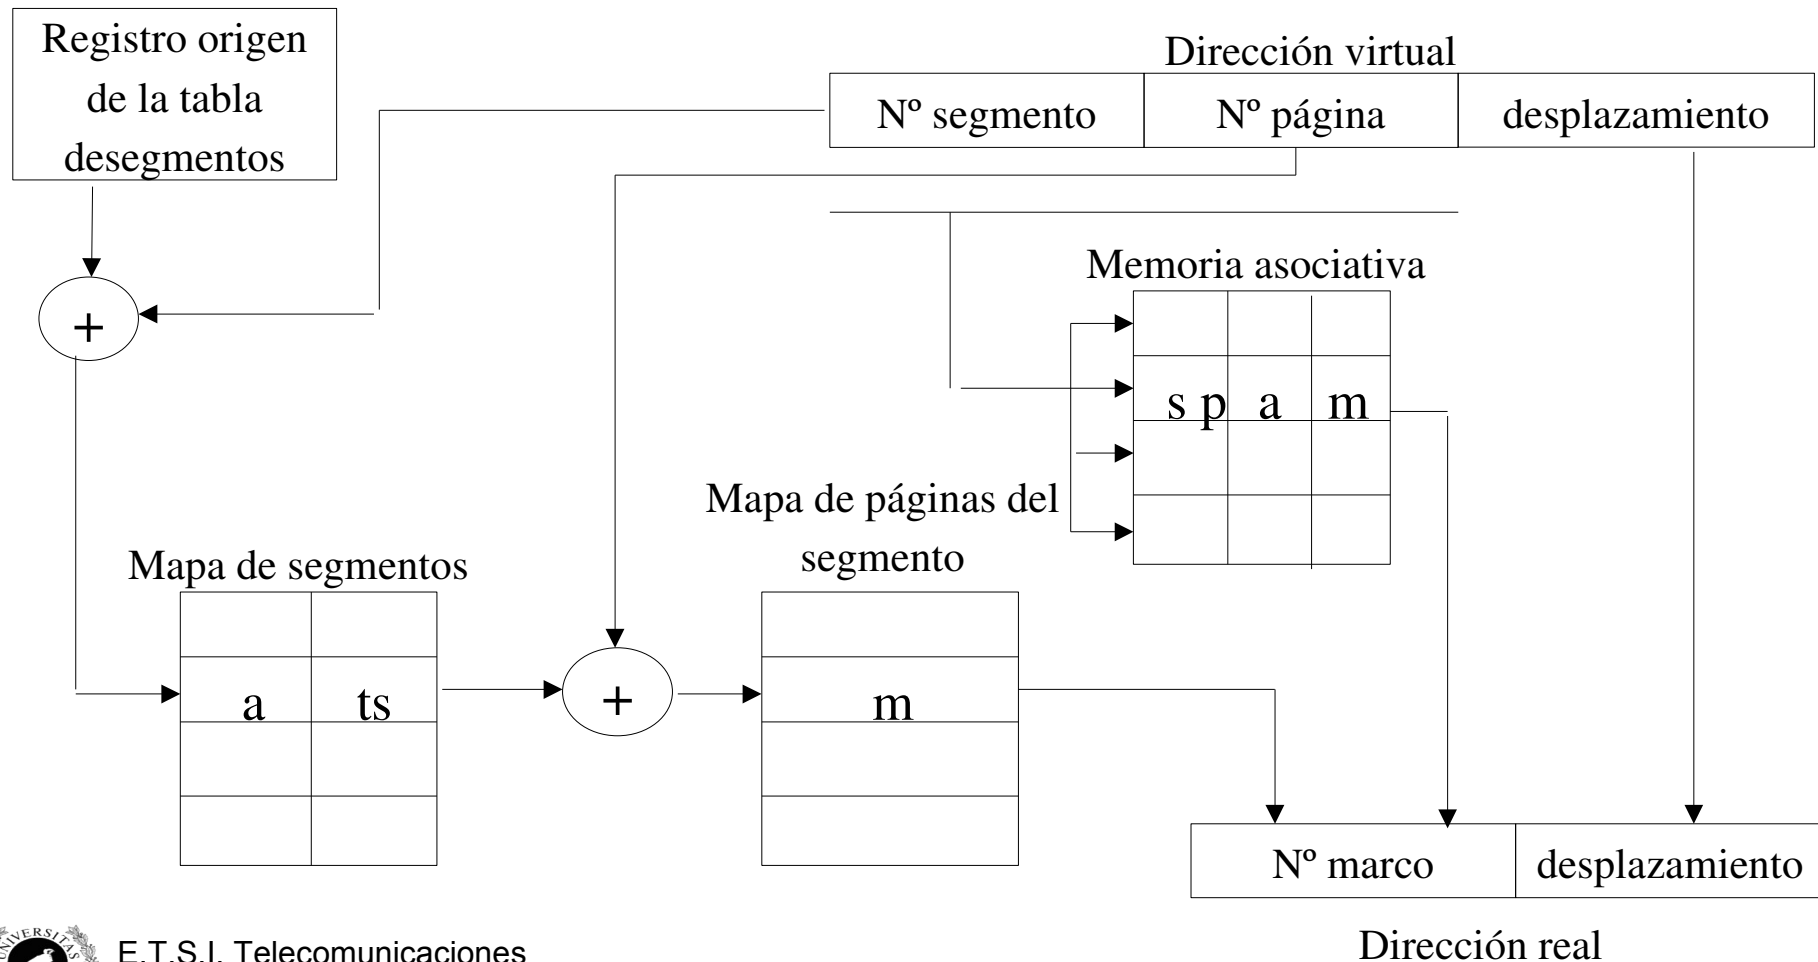 Registro origen
de la tabla
desegmentos
Dirección virtual
Nº segmento
Nº página
desplazamiento
+
Memoria asociativa
s p
a
m
Mapa de páginas del
segmento
Mapa de segmentos
a
ts
+
m
Nº marco
desplazamiento
Dirección real
E.T.S.I. Telecomunicaciones